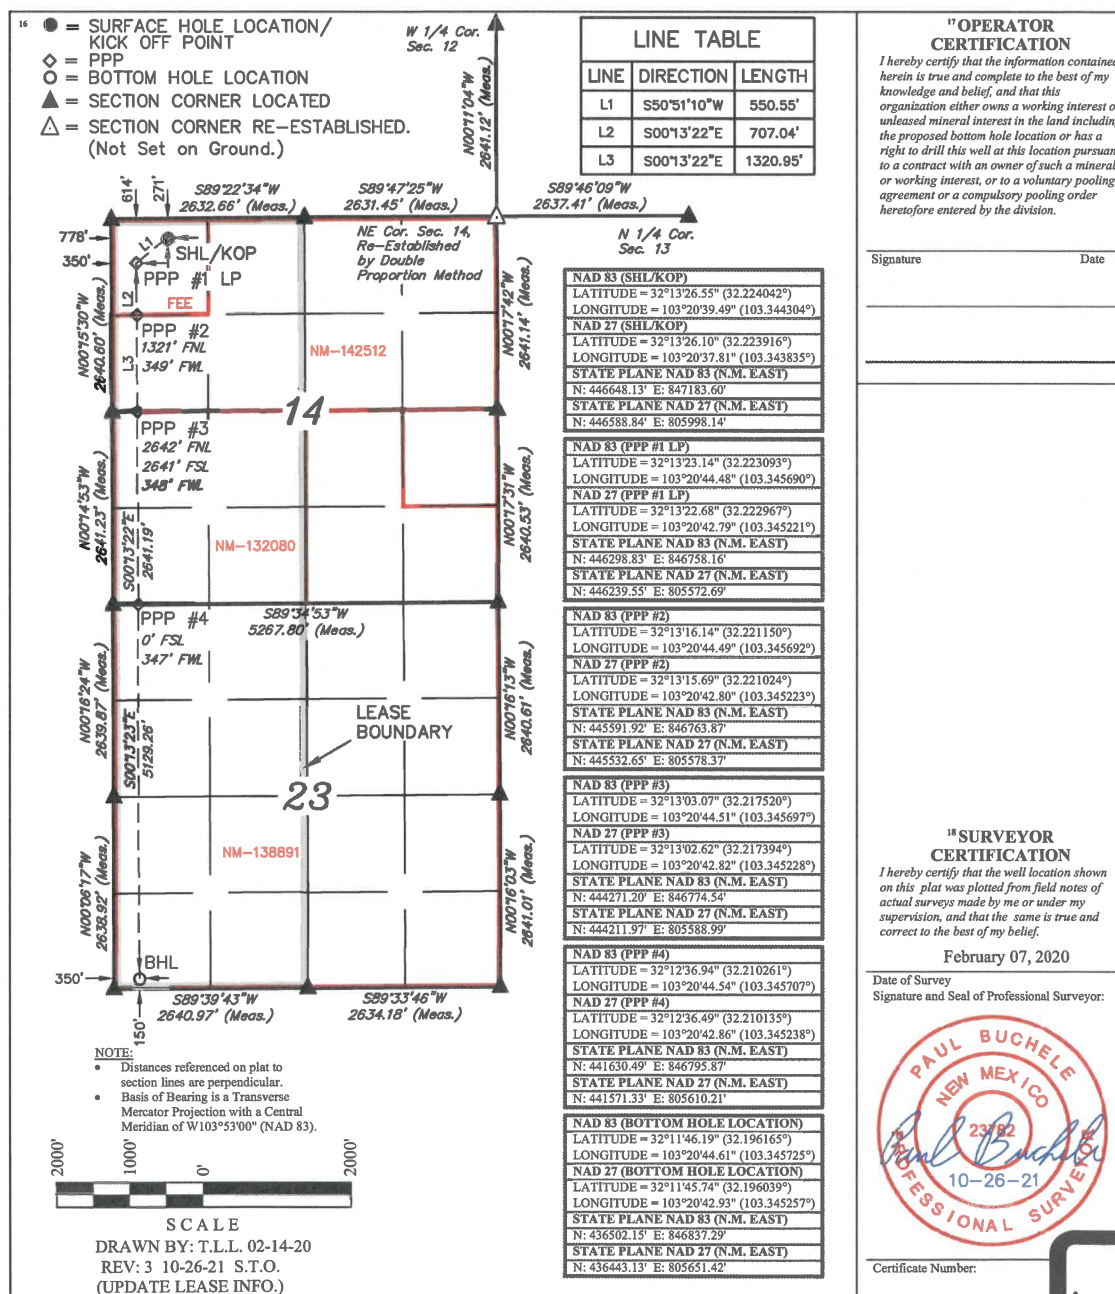 16
● = SURFACE HOLE LOCATION/
KICK OFF POINT
◇ = PPP
○ = BOTTOM HOLE LOCATION
▲ = SECTION CORNER LOCATED
△ = SECTION CORNER RE-ESTABLISHED.
(Not Set on Ground.)
W 1/4 Cor.
Sec. 12
N00°11'04"W
2641.12' (Meas.)
LINE TABLE
LINE DIRECTION LENGTH
L1 S50°51'10"W 550.55'
L2 S00°13'22"E 707.04'
L3 S00°13'22"E 1320.95'
614'
271'
S89°22'34"W
2632.66' (Meas.)
S89°47'25"W
2631.45' (Meas.)
S89°46'09"W
2637.41' (Meas.)
N 1/4 Cor.
Sec. 13
NE Cor. Sec. 14,
Re-Established
by Double
Proportion Method
778'
350'
L1
SHL/KOP
PPP #1 LP
L2
FEE
PPP #2
1321' FNL
349' FWL
L3
NM-142512
N00°15'30"W
2640.60' (Meas.)
N00°17'42"W
2641.14' (Meas.)
14
PPP #3
2642' FNL
2641' FSL
348' FWL
N00°14'53"W
2641.23' (Meas.)
S00°13'22"E
2641.19'
NM-132080
N00°17'31"W
2640.53' (Meas.)
PPP #4
0' FSL
347' FWL
S89°34'53"W
5267.80' (Meas.)
N00°16'24"W
2639.87' (Meas.)
S00°13'23"E
5129.26'
LEASE
BOUNDARY
N00°16'13"W
2640.61' (Meas.)
23
NM-138891
N00°06'17"W
2638.92' (Meas.)
N00°16'03"W
2641.01' (Meas.)
350'
BHL
150'
S89°39'43"W
2640.97' (Meas.)
S89°33'46"W
2634.18' (Meas.)
NOTE:
• Distances referenced on plat to
section lines are perpendicular.
• Basis of Bearing is a Transverse
Mercator Projection with a Central
Meridian of W103°53'00" (NAD 83).
2000' 1000' 0' 2000'
SCALE
DRAWN BY: T.L.L. 02-14-20
REV: 3 10-26-21 S.T.O.
(UPDATE LEASE INFO.)
NAD 83 (SHL/KOP)
LATITUDE = 32°13'26.55" (32.224042°)
LONGITUDE = 103°20'39.49" (103.344304°)
NAD 27 (SHL/KOP)
LATITUDE = 32°13'26.10" (32.223916°)
LONGITUDE = 103°20'37.81" (103.343835°)
STATE PLANE NAD 83 (N.M. EAST)
N: 446648.13' E: 847183.60'
STATE PLANE NAD 27 (N.M. EAST)
N: 446588.84' E: 805998.14'
NAD 83 (PPP #1 LP)
LATITUDE = 32°13'23.14" (32.223093°)
LONGITUDE = 103°20'44.48" (103.345690°)
NAD 27 (PPP #1 LP)
LATITUDE = 32°13'22.68" (32.222967°)
LONGITUDE = 103°20'42.79" (103.345221°)
STATE PLANE NAD 83 (N.M. EAST)
N: 446298.83' E: 846758.16'
STATE PLANE NAD 27 (N.M. EAST)
N: 446239.55' E: 805572.69'
NAD 83 (PPP #2)
LATITUDE = 32°13'16.14" (32.221150°)
LONGITUDE = 103°20'44.49" (103.345692°)
NAD 27 (PPP #2)
LATITUDE = 32°13'15.69" (32.221024°)
LONGITUDE = 103°20'42.80" (103.345223°)
STATE PLANE NAD 83 (N.M. EAST)
N: 445591.92' E: 846763.87'
STATE PLANE NAD 27 (N.M. EAST)
N: 445532.65' E: 805578.37'
NAD 83 (PPP #3)
LATITUDE = 32°13'03.07" (32.217520°)
LONGITUDE = 103°20'44.51" (103.345697°)
NAD 27 (PPP #3)
LATITUDE = 32°13'02.62" (32.217394°)
LONGITUDE = 103°20'42.82" (103.345228°)
STATE PLANE NAD 83 (N.M. EAST)
N: 444271.20' E: 846774.54'
STATE PLANE NAD 27 (N.M. EAST)
N: 444211.97' E: 805588.99'
NAD 83 (PPP #4)
LATITUDE = 32°12'36.94" (32.210261°)
LONGITUDE = 103°20'44.54" (103.345707°)
NAD 27 (PPP #4)
LATITUDE = 32°12'36.49" (32.210135°)
LONGITUDE = 103°20'42.86" (103.345238°)
STATE PLANE NAD 83 (N.M. EAST)
N: 441630.49' E: 846795.87'
STATE PLANE NAD 27 (N.M. EAST)
N: 441571.33' E: 805610.21'
NAD 83 (BOTTOM HOLE LOCATION)
LATITUDE = 32°11'46.19" (32.196165°)
LONGITUDE = 103°20'44.61" (103.345725°)
NAD 27 (BOTTOM HOLE LOCATION)
LATITUDE = 32°11'45.74" (32.196039°)
LONGITUDE = 103°20'42.93" (103.345257°)
STATE PLANE NAD 83 (N.M. EAST)
N: 436502.15' E: 846837.29'
STATE PLANE NAD 27 (N.M. EAST)
N: 436443.13' E: 805651.42'
17 OPERATOR
CERTIFICATION
I hereby certify that the information contained
herein is true and complete to the best of my
knowledge and belief, and that this
organization either owns a working interest o
unleased mineral interest in the land including
the proposed bottom hole location or has a
right to drill this well at this location pursuan
to a contract with an owner of such a mineral
or working interest, or to a voluntary pooling
agreement or a compulsory pooling order
heretofore entered by the division.
Signature Date
18 SURVEYOR
CERTIFICATION
I hereby certify that the well location shown
on this plat was plotted from field notes of
actual surveys made by me or under my
supervision, and that the same is true and
correct to the best of my belief.
February 07, 2020
Date of Survey
Signature and Seal of Professional Surveyor:
PAUL BUCHELE
NEW MEXICO
23782
Paul Buchele
10-26-21
PROFESSIONAL SURVEYOR
Certificate Number: